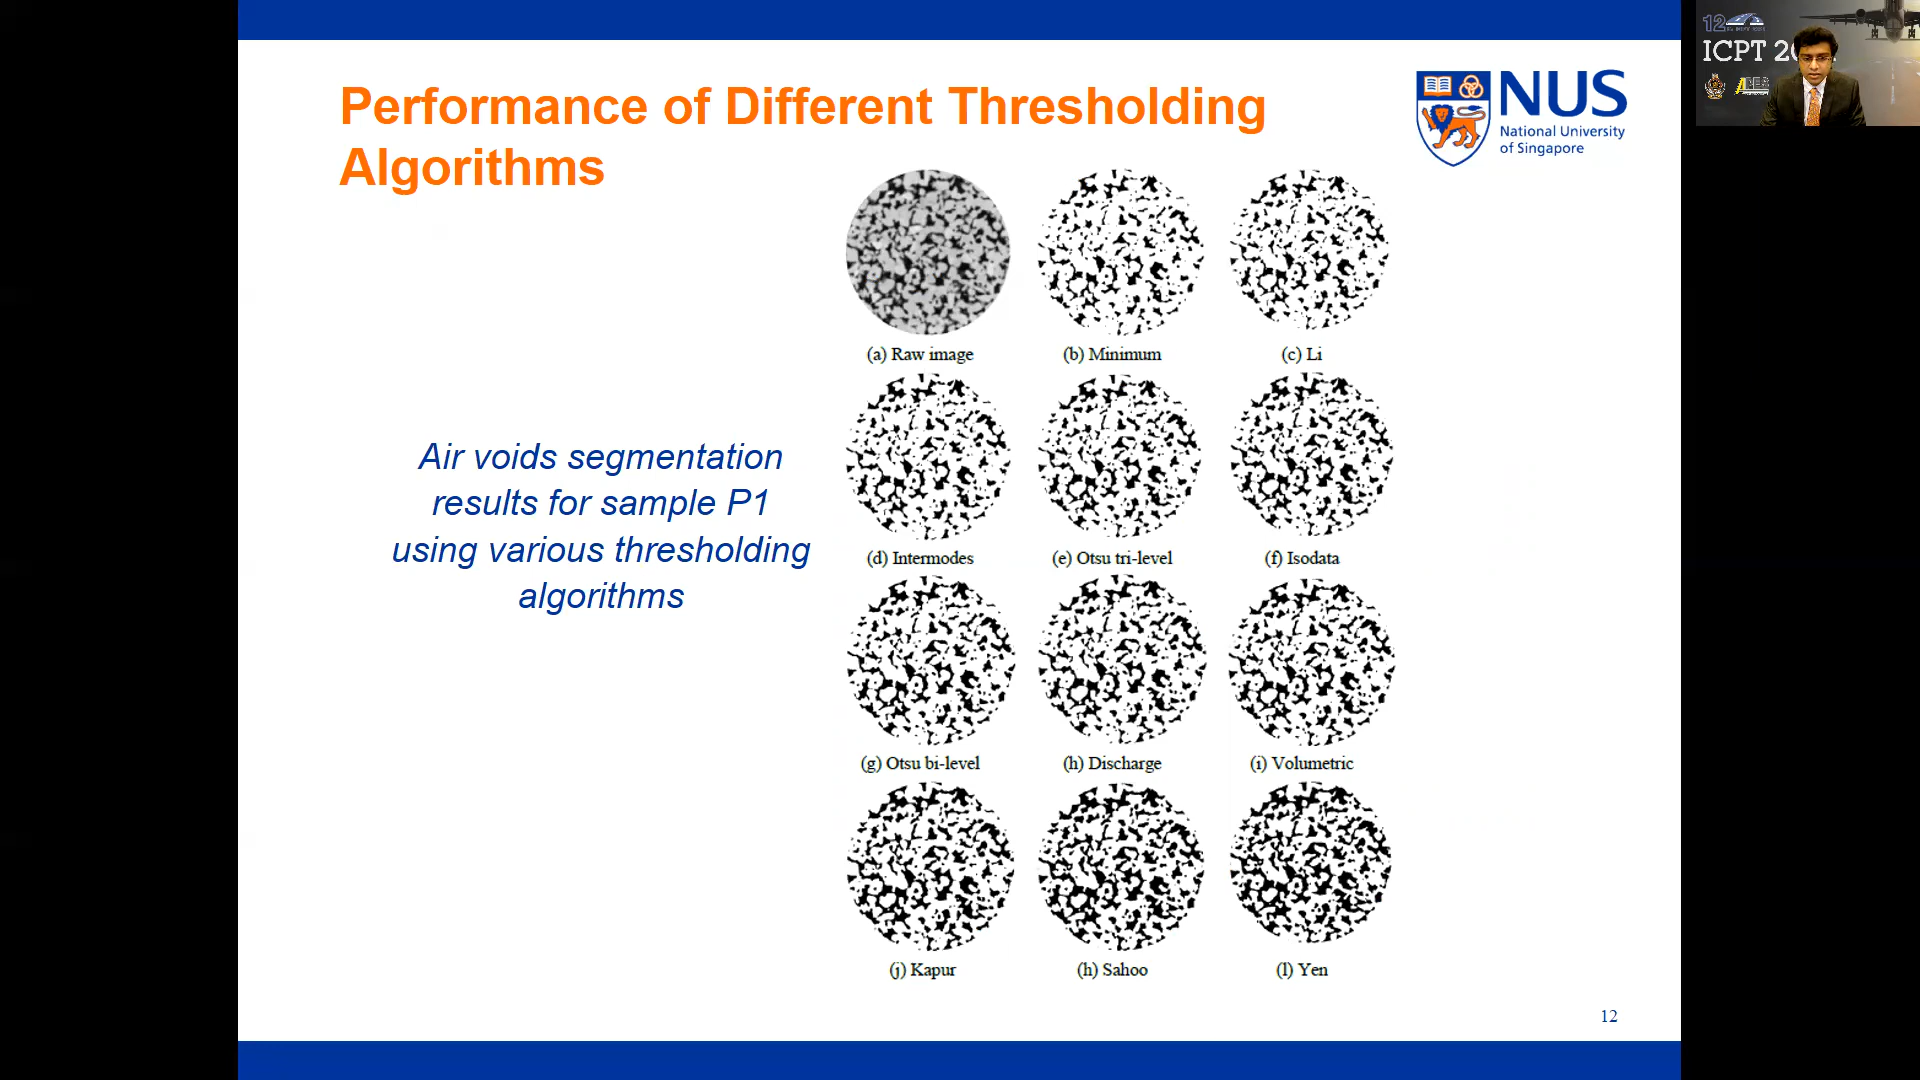 Performance of Different Thresholding
Algorithms
NUS
National University
of Singapore
12
ICPT 2
Air voids segmentation
results for sample P1
using various thresholding
algorithms
(a) Raw image
(b) Minimum
(c) Li
(d) Intermodes
(e) Otsu tri-level
(f) Isodata
(g) Otsu bi-level
(h) Discharge
(i) Volumetric
(j) Kapur
(h) Sahoo
(l) Yen
12